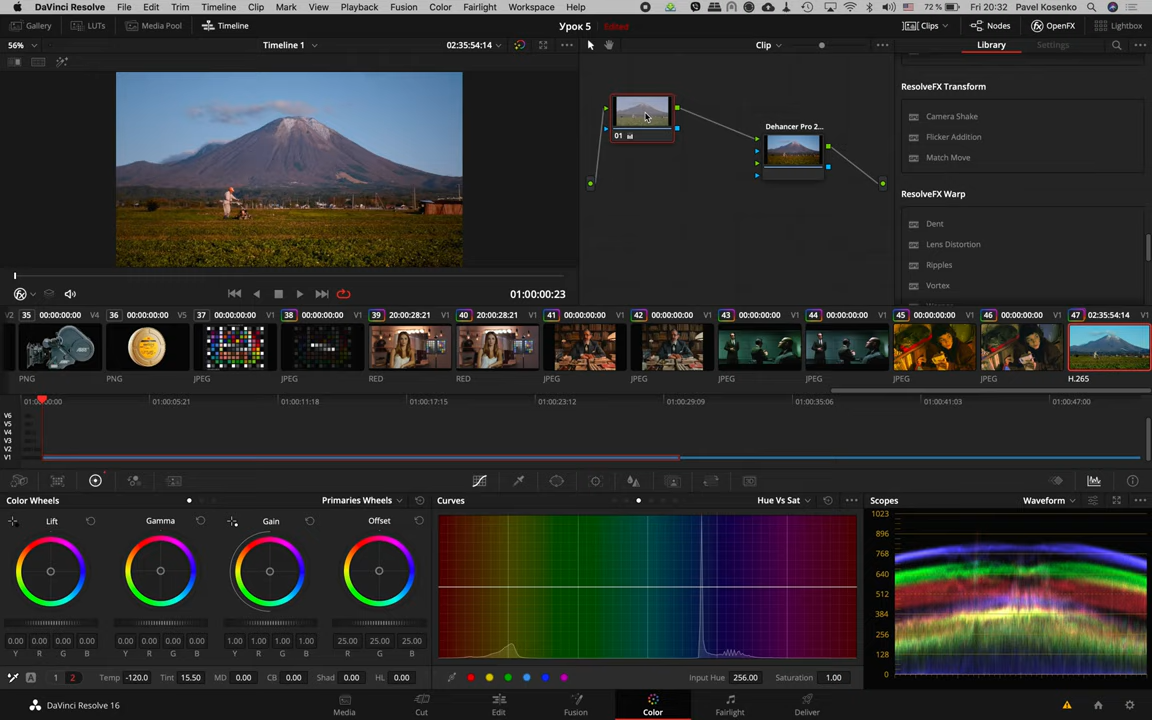 DaVinci Resolve File Edit Trim Timeline Clip Mark View Playback Fusion Color Fairlight Workspace Help 72 % Fri 20:32 Pavel Kosenko
Gallery LUTs Media Pool Timeline Урок 5 Edited Clips Nodes OpenFX Lightbox
56% Timeline 1 02:35:54:14 Clip Library Settings
ResolveFX Transform
Camera Shake
Flicker Addition
Match Move
ResolveFX Warp
Dent
Lens Distortion
Ripples
Vortex
01
Dehancer Pro 2...
01:00:00:23
V2 35 00:00:00:00 V5 36 00:00:00:00 V5 37 00:00:00:00 V1 38 00:00:00:00 V1 39 20:00:28:21 V1 40 20:00:28:21 V1 41 00:00:00:00 V1 42 00:00:00:00 V1 43 00:00:00:00 V1 44 00:00:00:00 V1 45 00:00:00:00 V1 46 00:00:00:00 V1 47 02:35:54:14 V1
PNG PNG JPEG JPEG RED RED JPEG JPEG JPEG JPEG JPEG JPEG H.265
01:00:05:21 01:00:11:18 01:00:17:15 01:00:23:12 01:00:29:09 01:00:35:06 01:00:41:03 01:00:47:00
V6
V5
V4
V3
V2
V1
Color Wheels Primaries Wheels Curves Hue Vs Sat Scopes Waveform
Lift Gamma Gain Offset
1023
896
768
640
512
384
256
128
0
0.00 0.00 0.00 0.00 0.00 0.00 0.00 0.00 1.00 1.00 1.00 1.00 25.00 25.00 25.00
Y R G B Y R G B Y R G B R G B
A 1 2 Temp -120.0 Tint 15.50 MD 0.00 CB 0.00 Shad 0.00 HL 0.00 Input Hue 256.00 Saturation 1.00
DaVinci Resolve 16 Media Cut Edit Fusion Color Fairlight Deliver